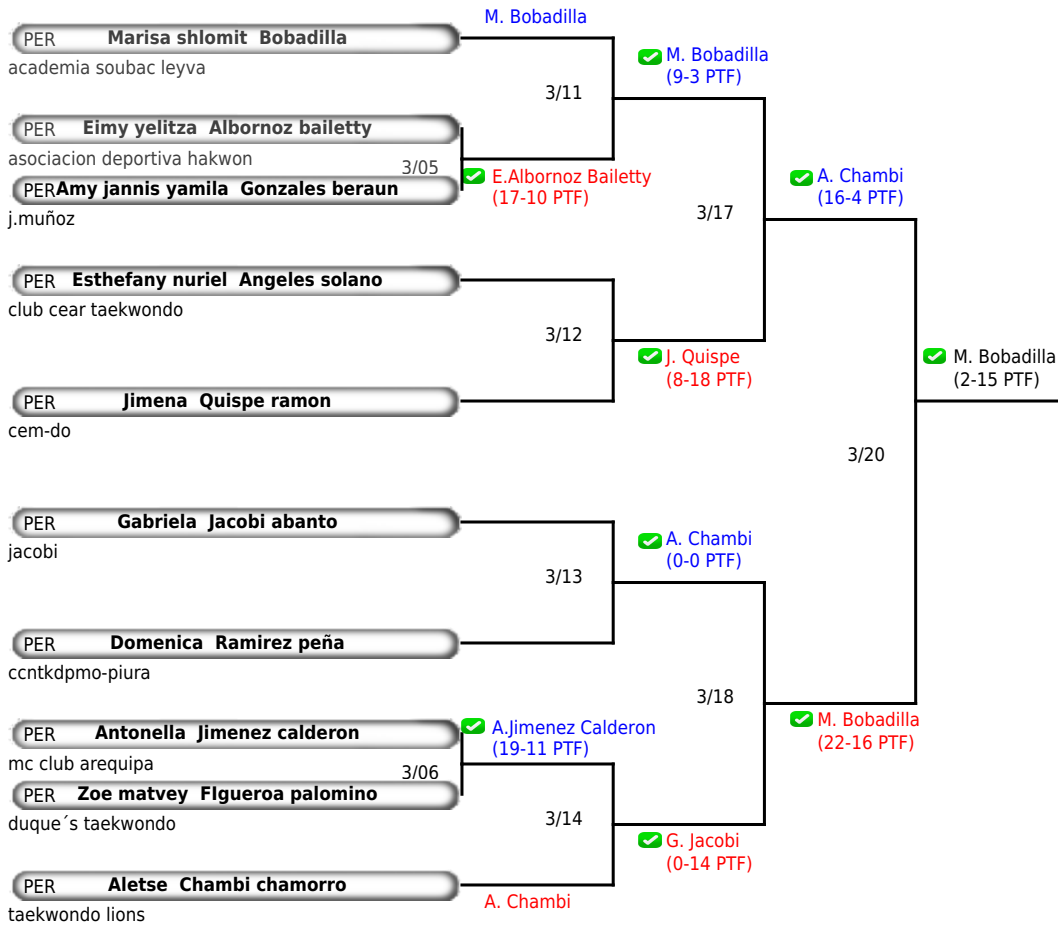 M. Bobadilla
PER Marisa shlomit Bobadilla
academia soubac leyva
M. Bobadilla
(9-3 PTF)
3/11
PER Eimy yelitza Albornoz bailetty
asociacion deportiva hakwon
3/05
E.Albornoz Bailetty
(17-10 PTF)
PER Amy jannis yamila Gonzales beraun
j.muñoz
A. Chambi
(16-4 PTF)
3/17
PER Esthefany nuriel Angeles solano
club cear taekwondo
3/12
J. Quispe
(8-18 PTF)
M. Bobadilla
(2-15 PTF)
PER Jimena Quispe ramon
cem-do
3/20
PER Gabriela Jacobi abanto
jacobi
A. Chambi
(0-0 PTF)
3/13
PER Domenica Ramirez peña
ccntkdpmo-piura
3/18
M. Bobadilla
(22-16 PTF)
PER Antonella Jimenez calderon
mc club arequipa
A.Jimenez Calderon
(19-11 PTF)
3/06
PER Zoe matvey FIgueroa palomino
duque´s taekwondo
3/14
G. Jacobi
(0-14 PTF)
PER Aletse Chambi chamorro
taekwondo lions
A. Chambi